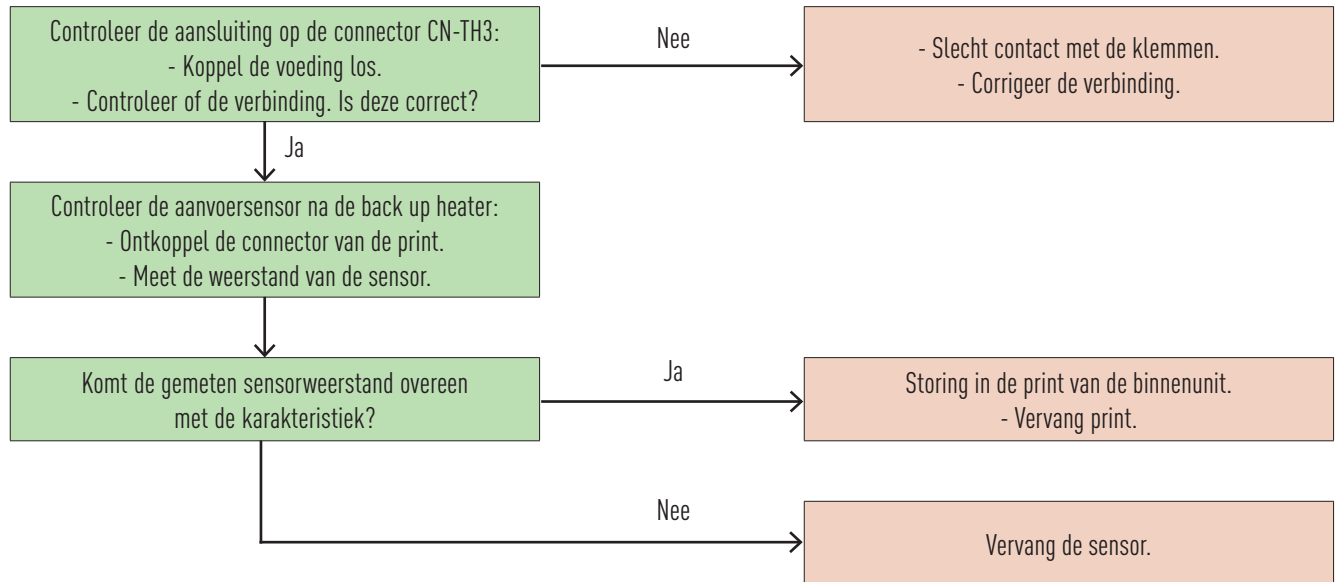 Controleer de aansluiting op de connector CN-TH3:
- Koppel de voeding los.
- Controleer of de verbinding. Is deze correct?
Nee
- Slecht contact met de klemmen.
- Corrigeer de verbinding.
Ja
Controleer de aanvoersensor na de back up heater:
- Ontkoppel de connector van de print.
- Meet de weerstand van de sensor.
Komt de gemeten sensorweerstand overeen
met de karakteristiek?
Ja
Storing in de print van de binnenunit.
- Vervang print.
Nee
Vervang de sensor.